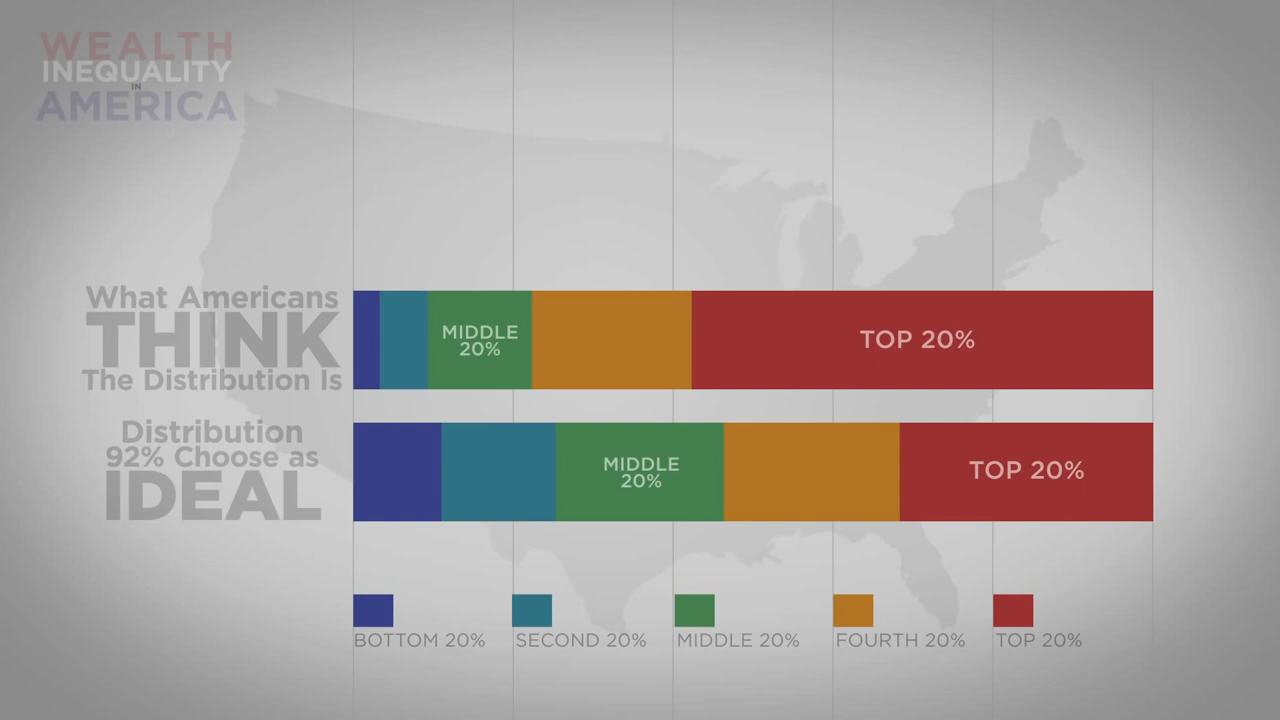 WEALTH
INEQUALITY
IN
AMERICA
What Americans
THINK
The Distribution Is
MIDDLE
20%
TOP 20%
Distribution
92% Choose as
IDEAL
MIDDLE
20%
TOP 20%
BOTTOM 20%
SECOND 20%
MIDDLE 20%
FOURTH 20%
TOP 20%